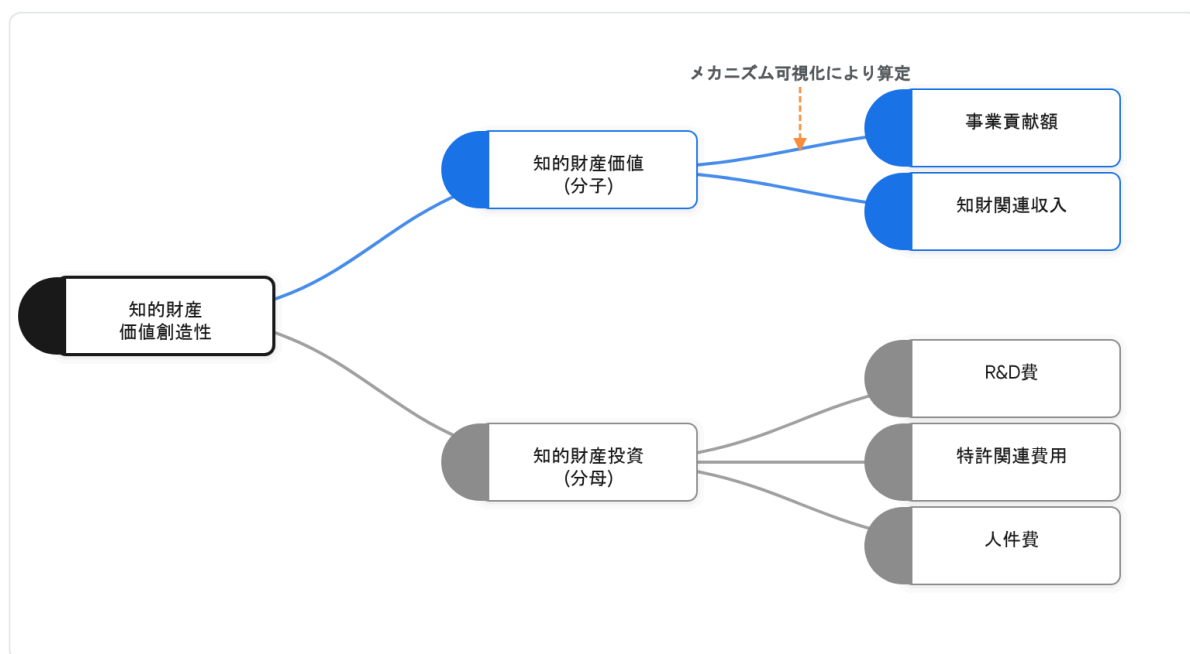 メカニズム可視化により算定
事業貢献額
知的財産価値
(分子)
知財関連収入
知的財産
価値創造性
R&D費
知的財産投資
(分母)
特許関連費用
人件費